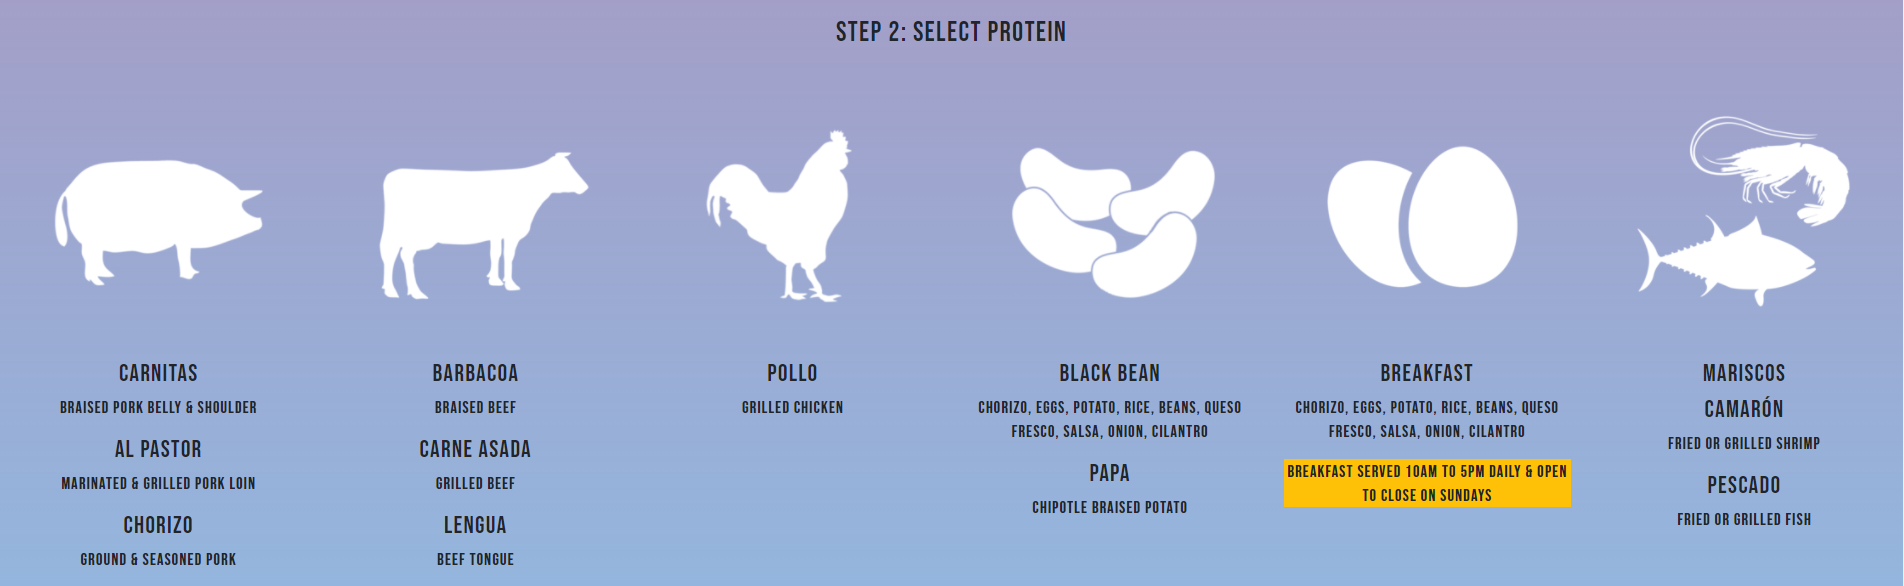 STEP 2: SELECT PROTEIN
CARNITAS
BRAISED PORK BELLY & SHOULDER
AL PASTOR
MARINATED & GRILLED PORK LOIN
CHORIZO
GROUND & SEASONED PORK
BARBACOA
BRAISED BEEF
CARNE ASADA
GRILLED BEEF
LENGUA
BEEF TONGUE
POLLO
GRILLED CHICKEN
BLACK BEAN
CHORIZO, EGGS, POTATO, RICE, BEANS, QUESO
FRESCO, SALSA, ONION, CILANTRO
PAPA
CHIPOTLE BRAISED POTATO
BREAKFAST
CHORIZO, EGGS, POTATO, RICE, BEANS, QUESO
FRESCO, SALSA, ONION, CILANTRO
BREAKFAST SERVED 10AM TO 5PM DAILY & OPEN
TO CLOSE ON SUNDAYS
MARISCOS
CAMARÓN
FRIED OR GRILLED SHRIMP
PESCADO
FRIED OR GRILLED FISH